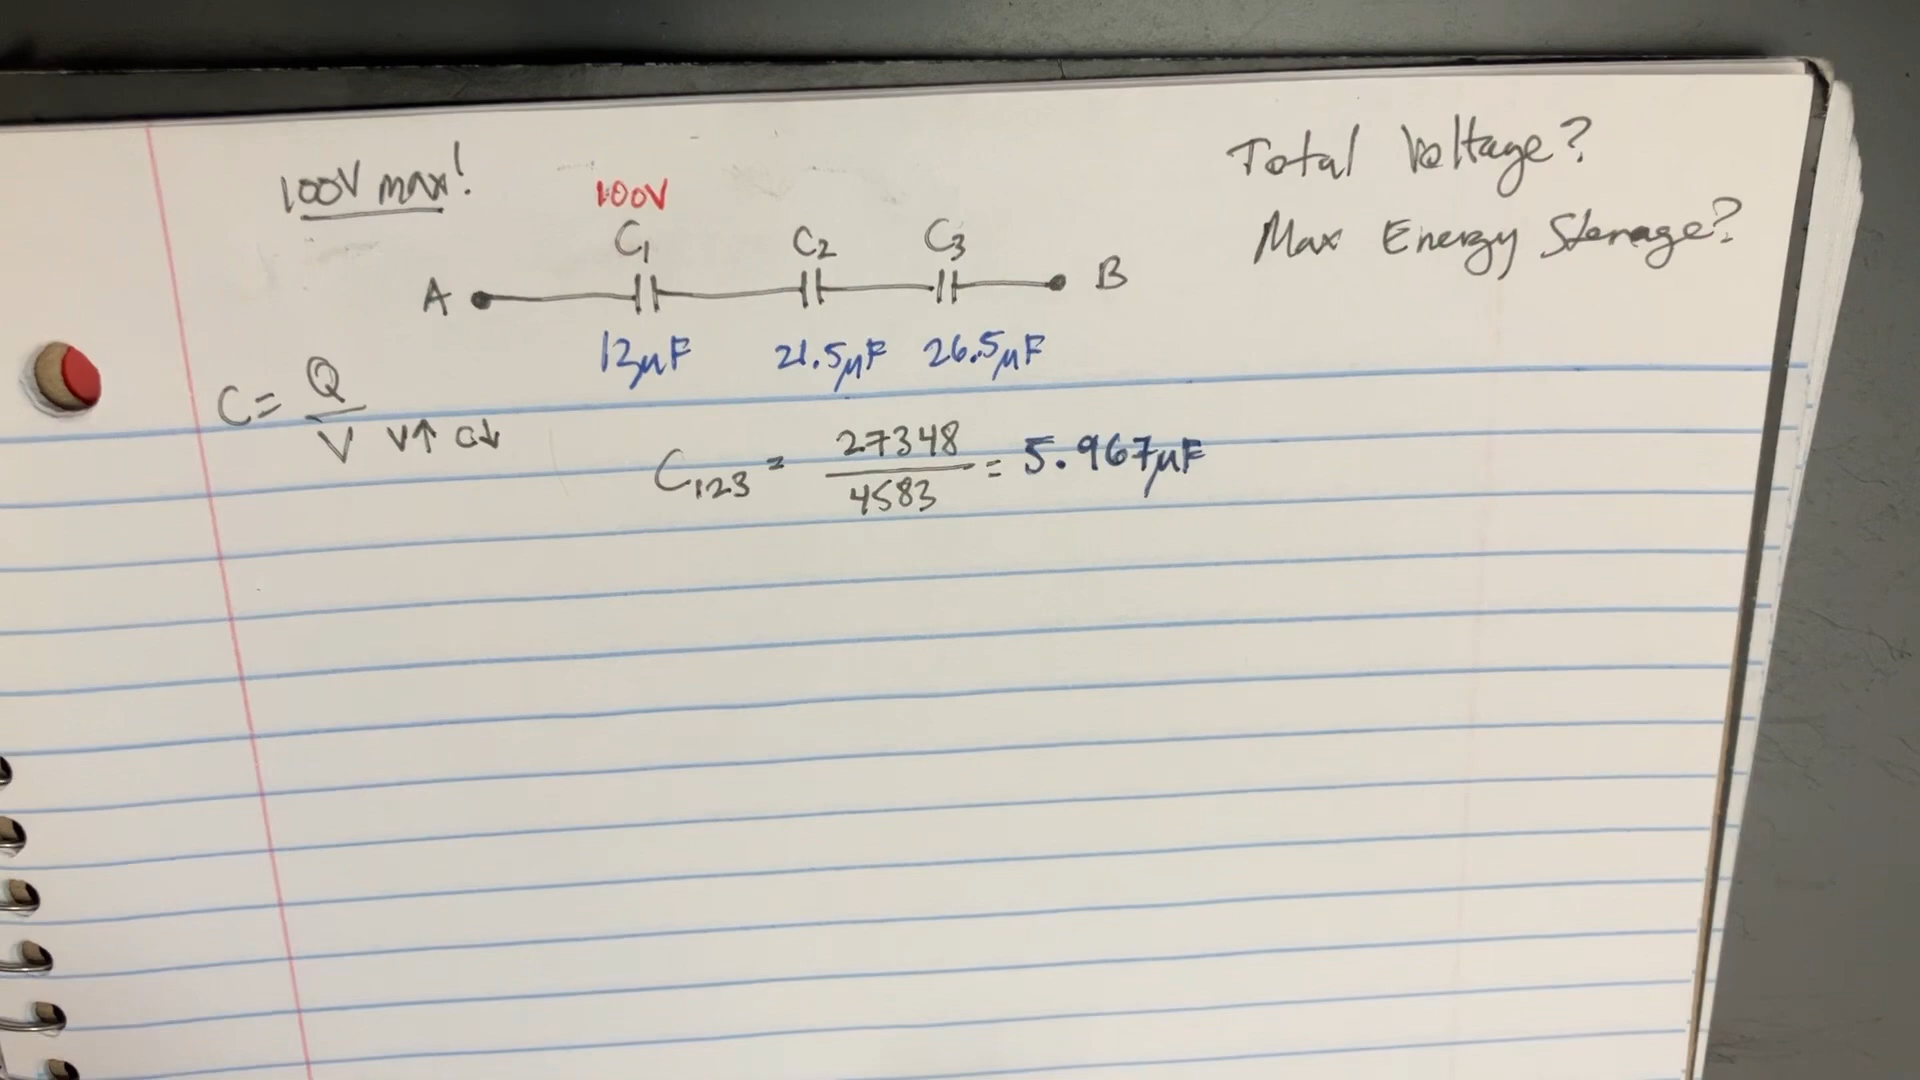 100V max!
100V
C1 C2 C3
A B
12μF 21.5μF 26.5μF
Total Voltage?
Max Energy Storage?
C = Q/V V↑ C↓
C123 = 27348/4583 = 5.967μF